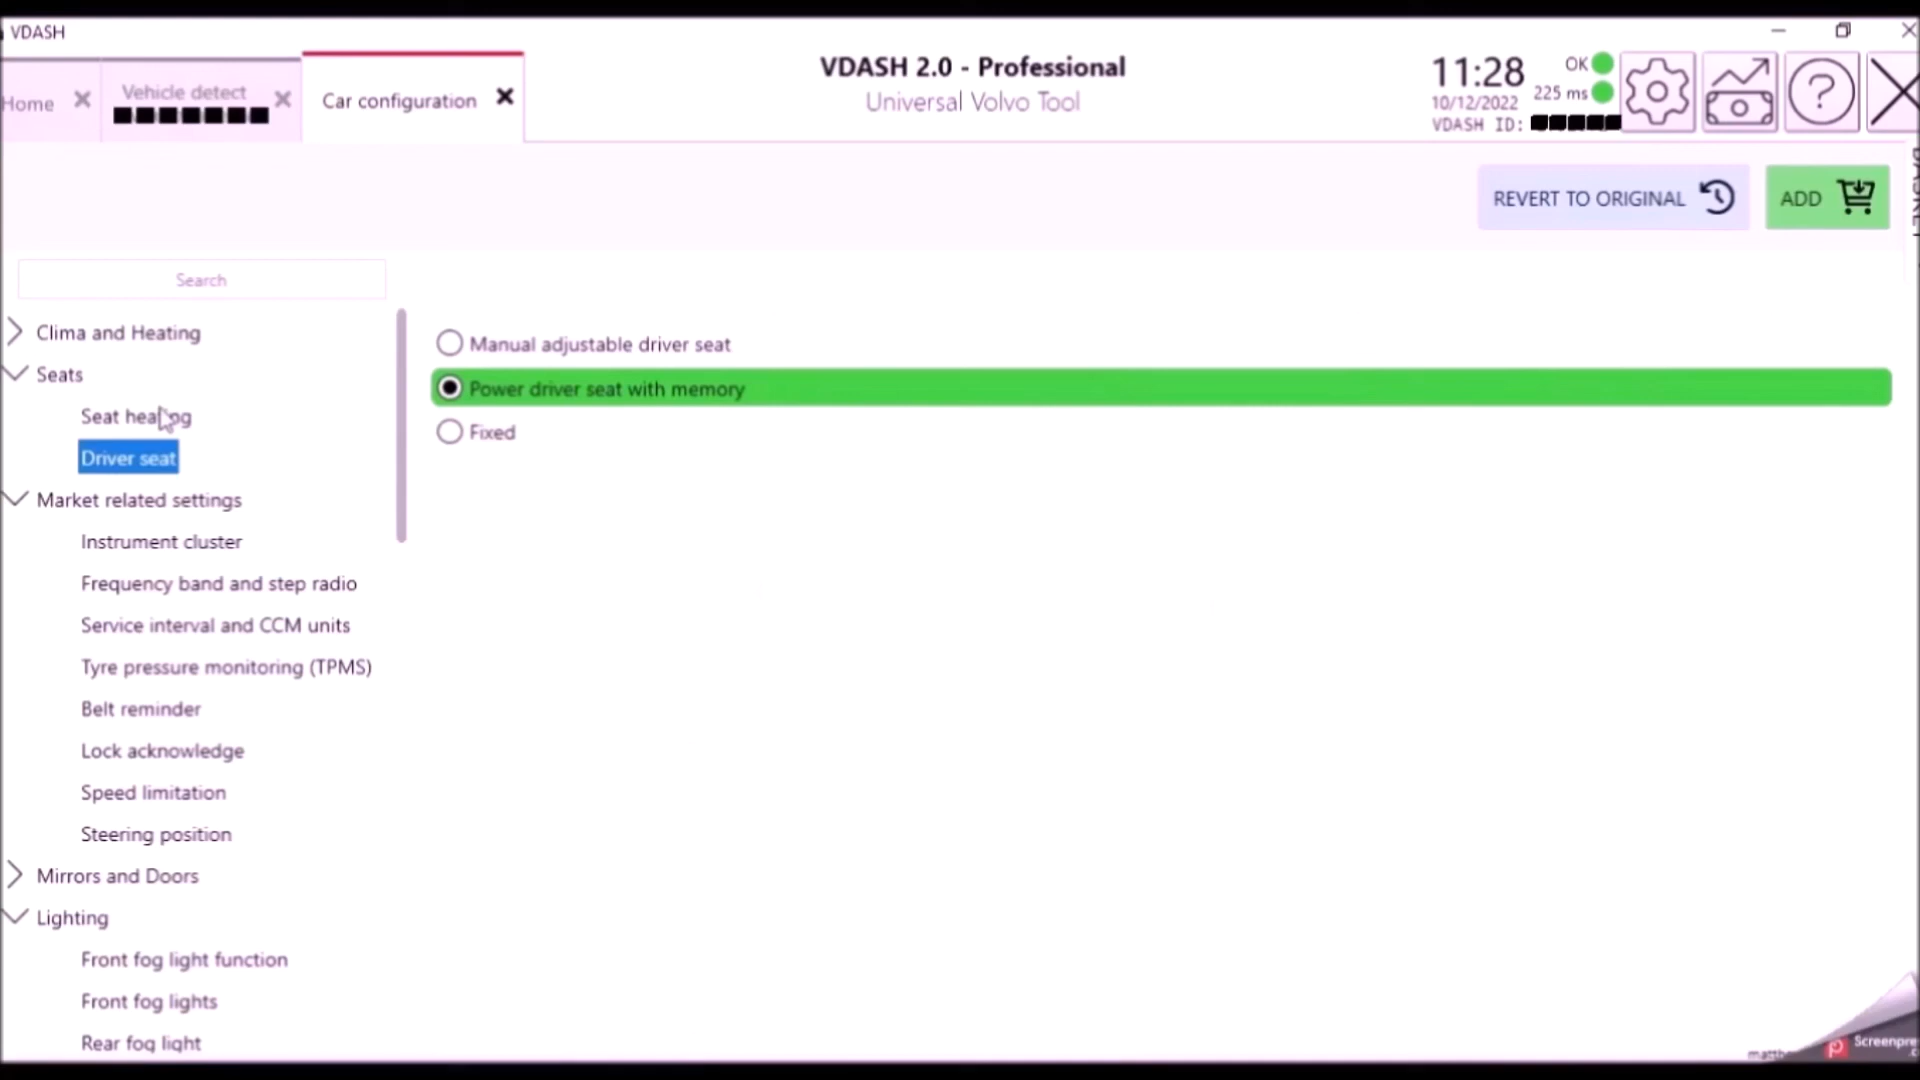 VDASH
Home
Vehicle detect
Car configuration
VDASH 2.0 - Professional
Universal Volvo Tool
11:28
10/12/2022
OK
225 ms
VDASH ID:
REVERT TO ORIGINAL
ADD
Search
Clima and Heating
Seats
Seat heating
Driver seat
Market related settings
Instrument cluster
Frequency band and step radio
Service interval and CCM units
Tyre pressure monitoring (TPMS)
Belt reminder
Lock acknowledge
Speed limitation
Steering position
Mirrors and Doors
Lighting
Front fog light function
Front fog lights
Rear fog light
Manual adjustable driver seat
Power driver seat with memory
Fixed